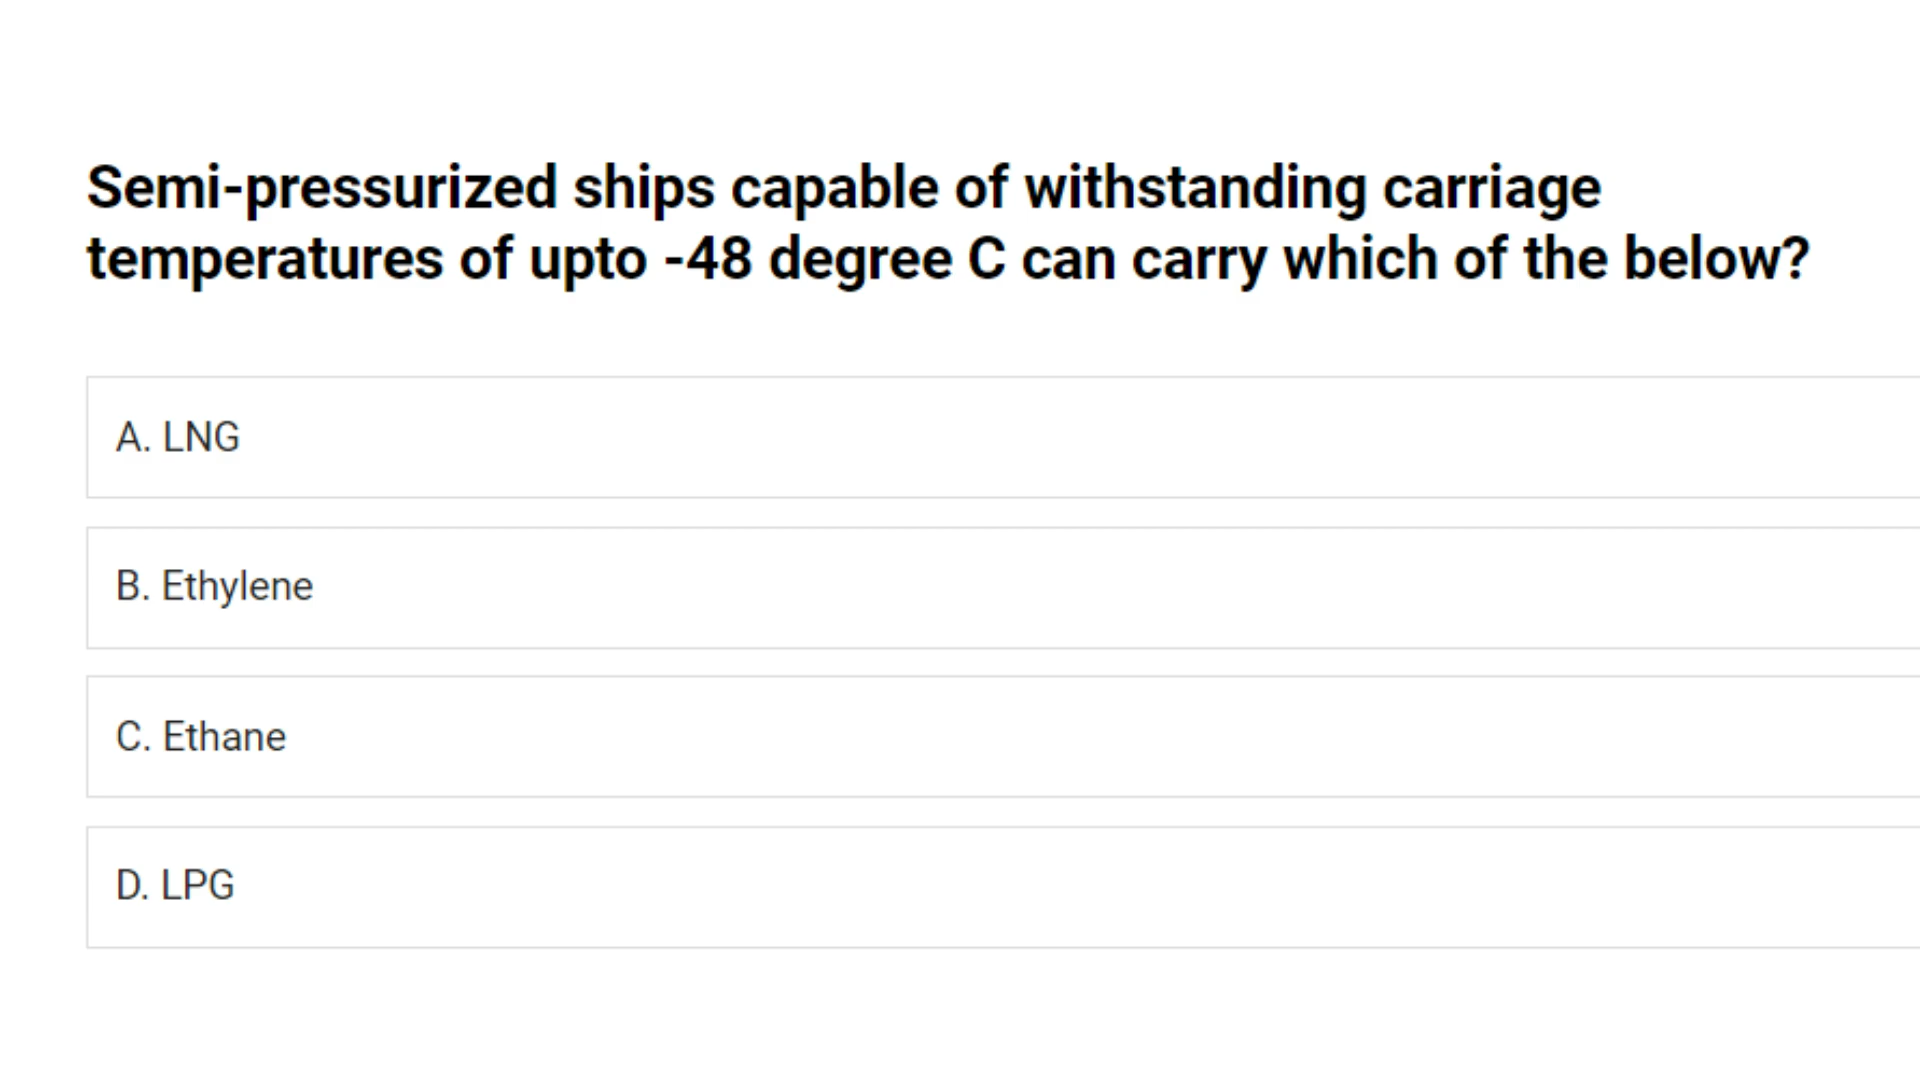 Semi-pressurized ships capable of withstanding carriage
temperatures of upto -48 degree C can carry which of the below?
A. LNG
B. Ethylene
C. Ethane
D. LPG